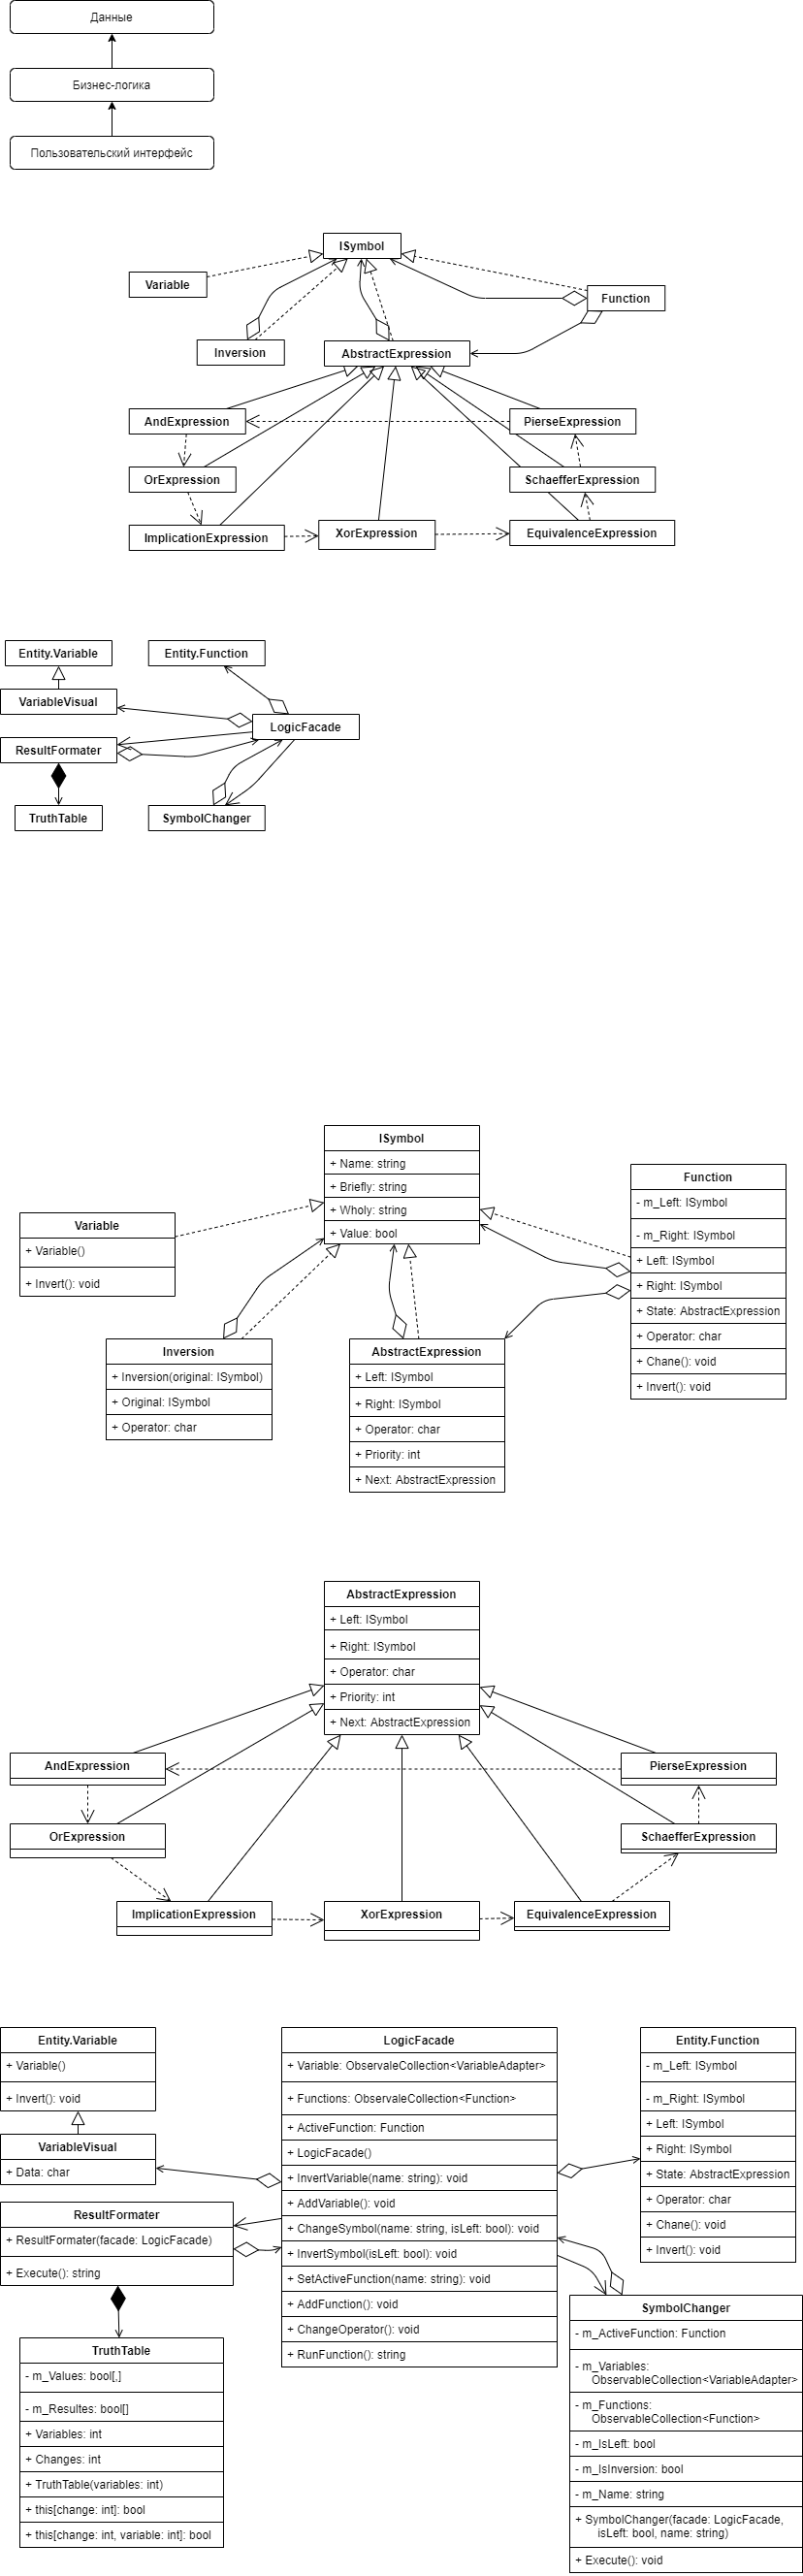 Данные
Бизнес-логика
Пользовательский интерфейс
ISymbol
Variable
Function
Inversion
AbstractExpression
AndExpression
PierseExpression
OrExpression
SchaefferExpression
ImplicationExpression
XorExpression
EquivalenceExpression
Entity.Variable
Entity.Function
VariableVisual
LogicFacade
ResultFormater
TruthTable
SymbolChanger
ISymbol
+ Name: string
+ Briefly: string
+ Wholy: string
+ Value: bool
Function
- m_Left: ISymbol
- m_Right: ISymbol
+ Left: ISymbol
+ Right: ISymbol
+ State: AbstractExpression
+ Operator: char
+ Chane(): void
+ Invert(): void
Variable
+ Variable()
+ Invert(): void
Inversion
+ Inversion(original: ISymbol)
+ Original: ISymbol
+ Operator: char
AbstractExpression
+ Left: ISymbol
+ Right: ISymbol
+ Operator: char
+ Priority: int
+ Next: AbstractExpression
AbstractExpression
+ Left: ISymbol
+ Right: ISymbol
+ Operator: char
+ Priority: int
+ Next: AbstractExpression
AndExpression
PierseExpression
OrExpression
SchaefferExpression
ImplicationExpression
XorExpression
EquivalenceExpression
Entity.Variable
+ Variable()
+ Invert(): void
VariableVisual
+ Data: char
ResultFormater
+ ResultFormater(facade: LogicFacade)
+ Execute(): string
TruthTable
- m_Values: bool[,]
- m_Resultes: bool[]
+ Variables: int
+ Changes: int
+ TruthTable(variables: int)
+ this[change: int]: bool
+ this[change: int, variable: int]: bool
LogicFacade
+ Variable: ObservaleCollection<VariableAdapter>
+ Functions: ObservaleCollection<Function>
+ ActiveFunction: Function
+ LogicFacade()
+ InvertVariable(name: string): void
+ AddVariable(): void
+ ChangeSymbol(name: string, isLeft: bool): void
+ InvertSymbol(isLeft: bool): void
+ SetActiveFunction(name: string): void
+ AddFunction(): void
+ ChangeOperator(): void
+ RunFunction(): string
Entity.Function
- m_Left: ISymbol
- m_Right: ISymbol
+ Left: ISymbol
+ Right: ISymbol
+ State: AbstractExpression
+ Operator: char
+ Chane(): void
+ Invert(): void
SymbolChanger
- m_ActiveFunction: Function
- m_Variables:
ObservableCollection<VariableAdapter>
- m_Functions:
ObservableCollection<Function>
- m_IsLeft: bool
- m_IsInversion: bool
- m_Name: string
+ SymbolChanger(facade: LogicFacade,
isLeft: bool, name: string)
+ Execute(): void